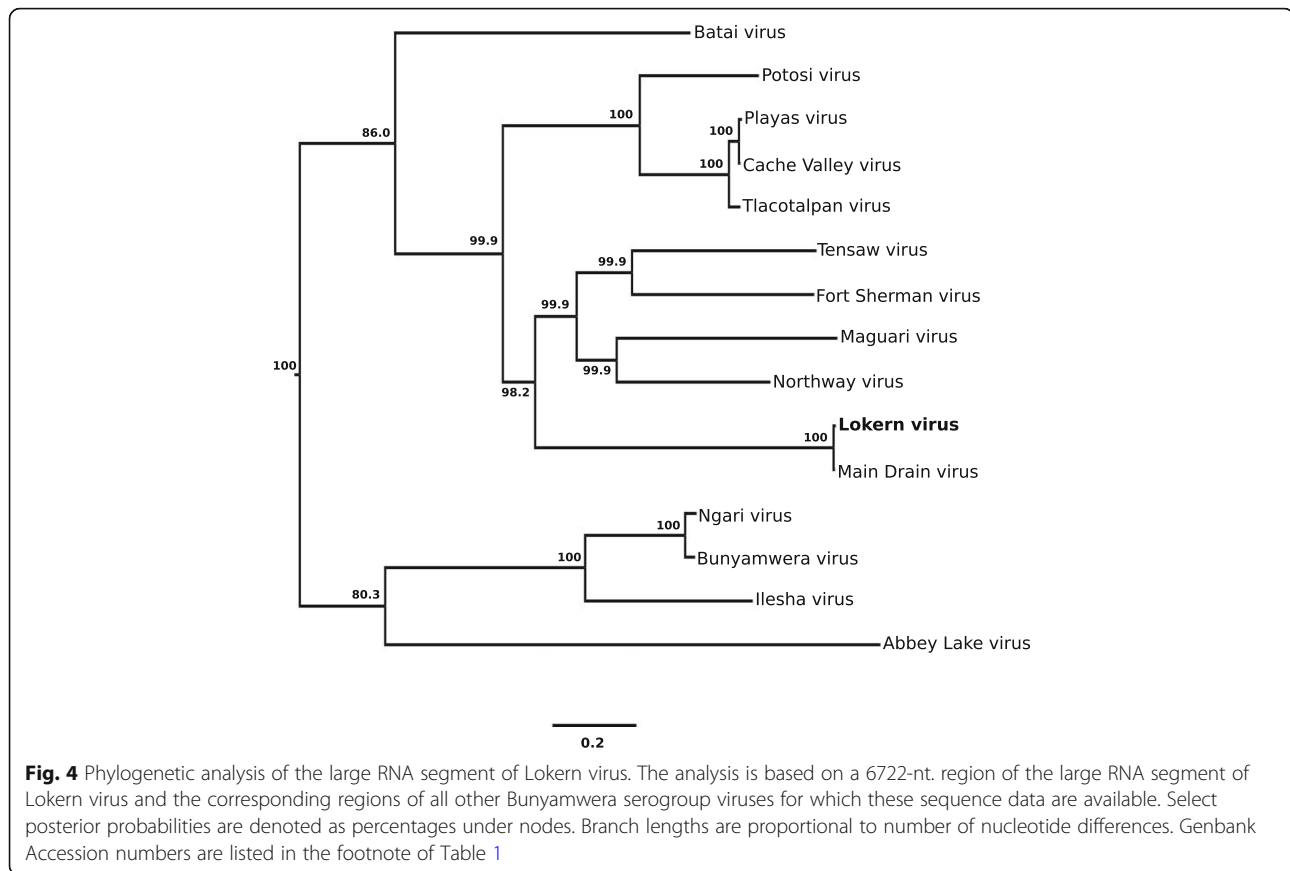 Batai virus
Potosi virus
100
Playas virus
100
86.0
Cache Valley virus
100
Tlacotalpan virus
99.9
Tensaw virus
99.9
Fort Sherman virus
99.9
Maguari virus
100
99.9
Northway virus
98.2
Lokern virus
100
Main Drain virus
Ngari virus
100
Bunyamwera virus
100
80.3
Ilesha virus
Abbey Lake virus
0.2
Fig. 4 Phylogenetic analysis of the large RNA segment of Lokern virus. The analysis is based on a 6722-nt. region of the large RNA segment of
Lokern virus and the corresponding regions of all other Bunyamwera serogroup viruses for which these sequence data are available. Select
posterior probabilities are denoted as percentages under nodes. Branch lengths are proportional to number of nucleotide differences. Genbank
Accession numbers are listed in the footnote of Table 1